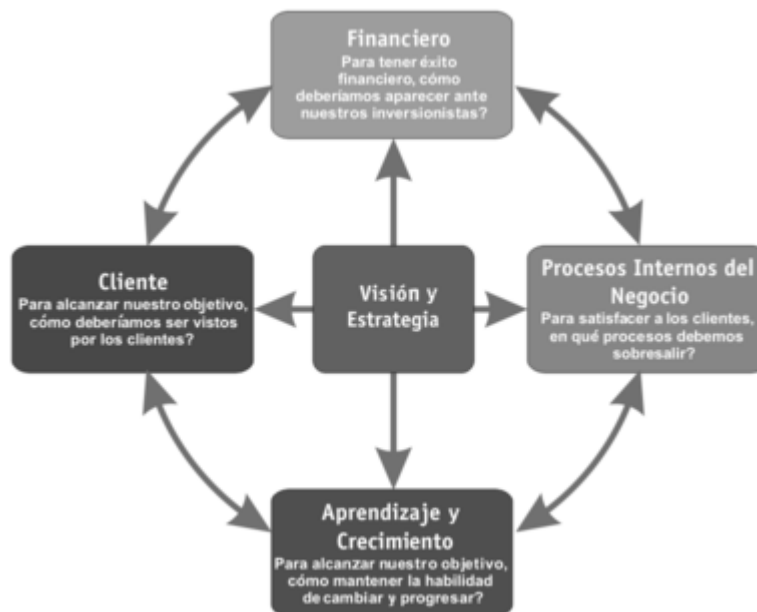 Financiero
Para tener éxito
financiero, cómo
deberíamos aparecer ante
nuestros inversionistas?
Cliente
Para alcanzar nuestro objetivo,
cómo deberíamos ser vistos
por los clientes?
Visión y
Estrategia
Procesos Internos del
Negocio
Para satisfacer a los clientes,
en qué procesos debemos
sobresalir?
Aprendizaje y
Crecimiento
Para alcanzar nuestro objetivo,
cómo mantener la habilidad
de cambiar y progresar?